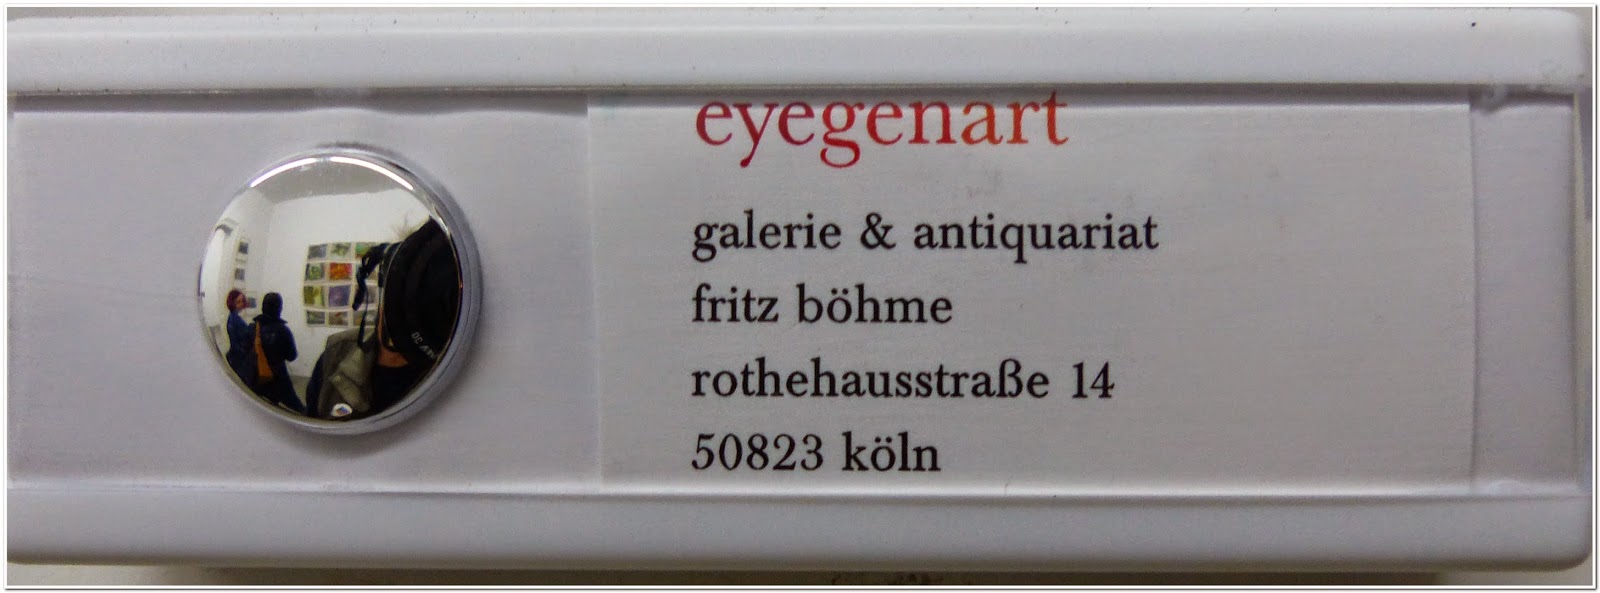 eyegenart
galerie & antiquariat
fritz böhme
rothehausstraße 14
50823 köln